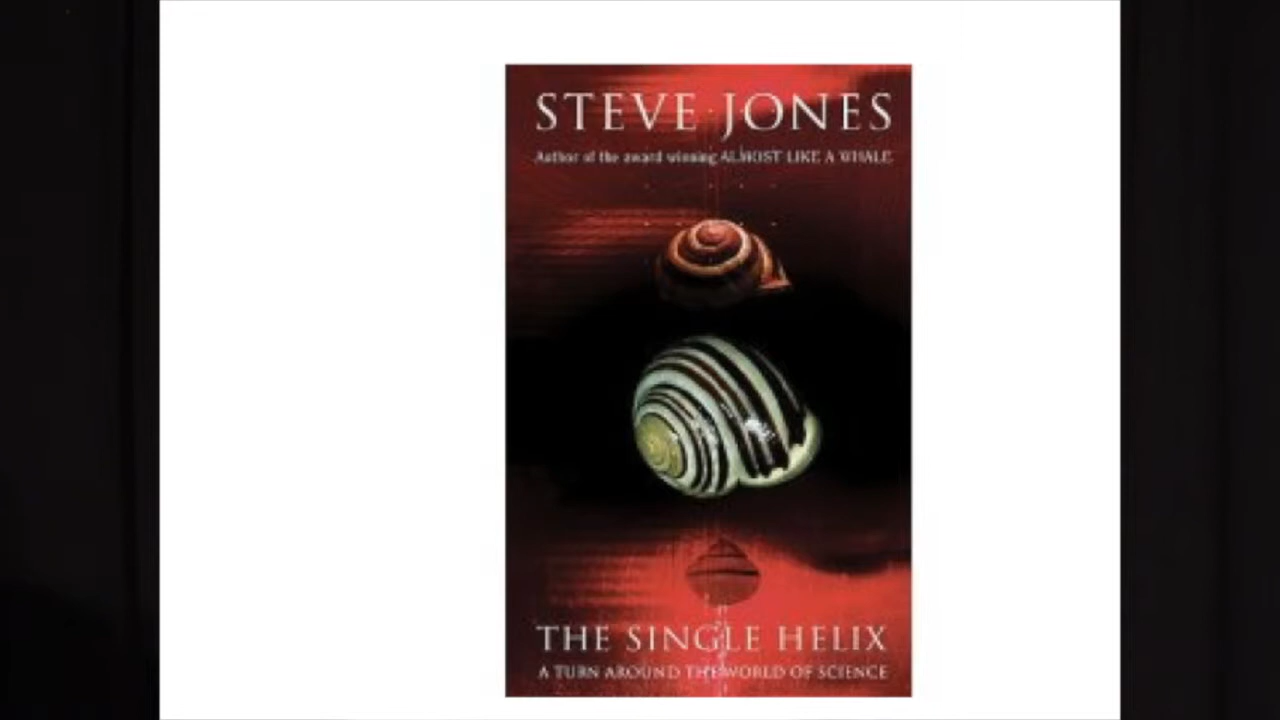 STEVE JONES
Author of the award winning ALMOST LIKE A WHALE
THE SINGLE HELIX
A TURN AROUND THE WORLD OF SCIENCE